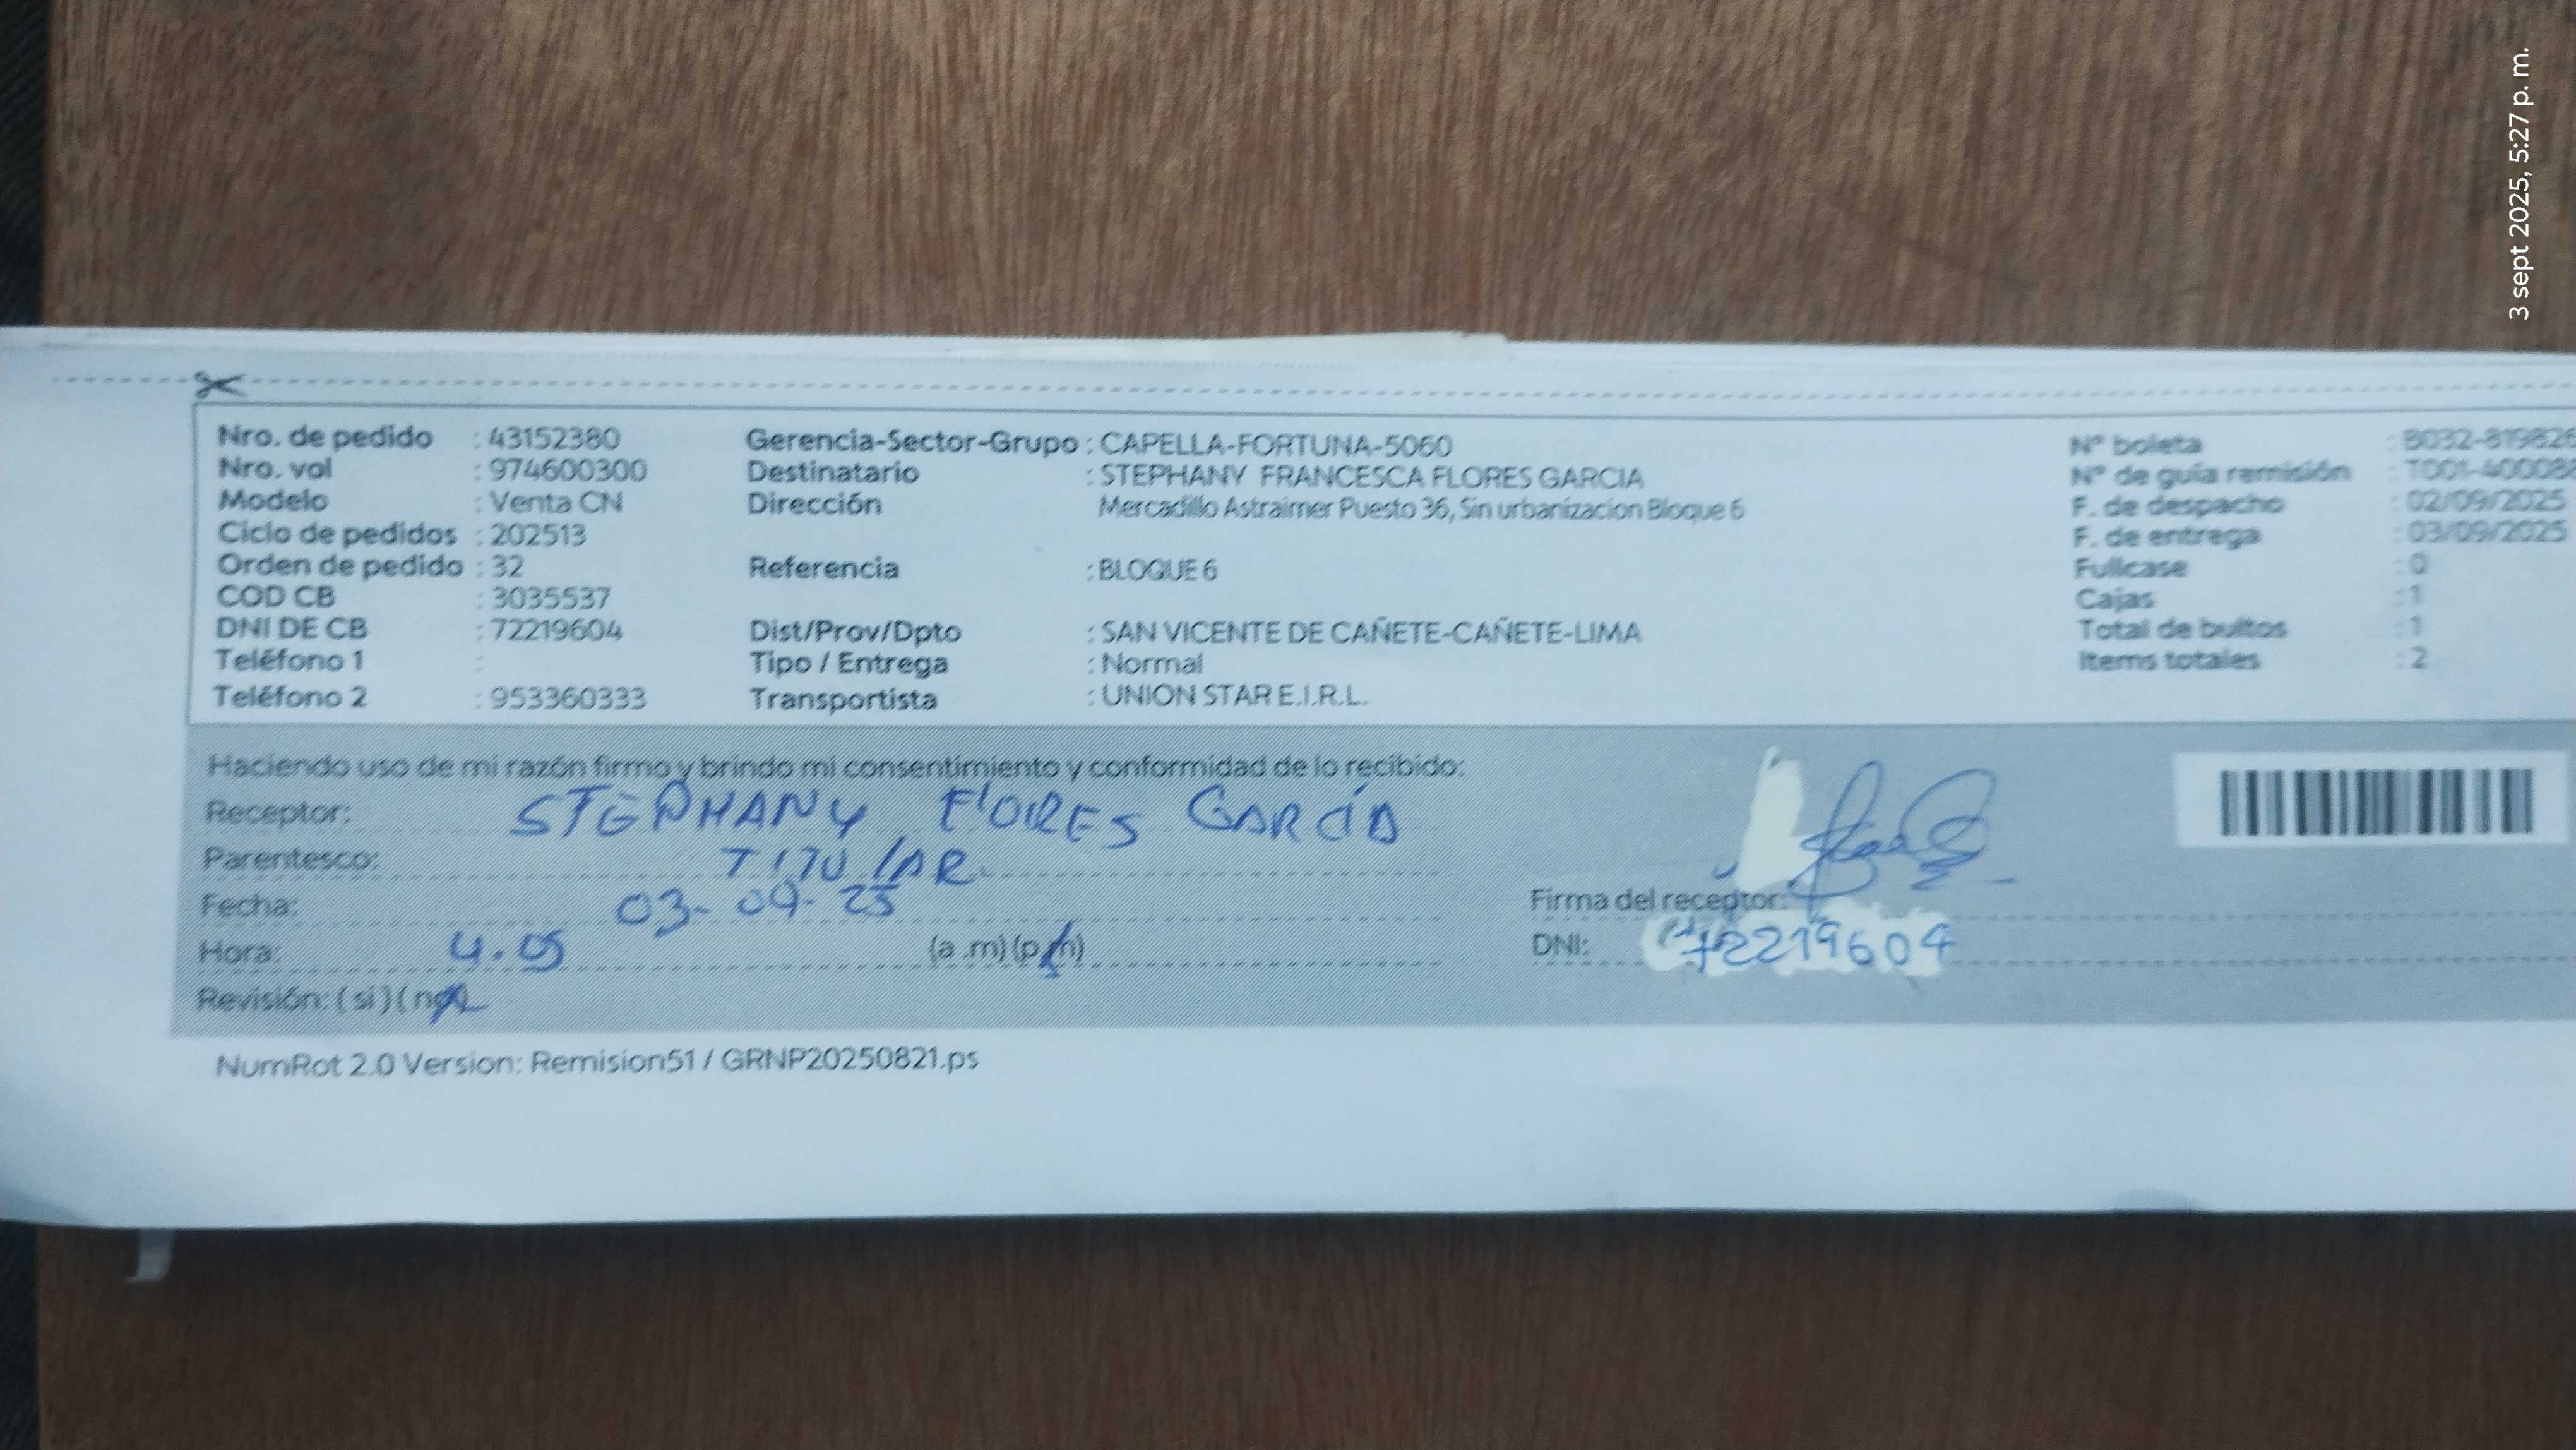 3 sept 2025, 5:27 p. m.
Nro. de pedido : 43152380
Nro. vol : 974600300
Modelo : Venta CN
Ciclo de pedidos : 202513
Orden de pedido : 32
COD CB : 3035537
DNI DE CB : 72219604
Teléfono 1 :
Teléfono 2 : 953360333
Gerencia-Sector-Grupo : CAPELLA-FORTUNA-5060
Destinatario : STEPHANY FRANCESCA FLORES GARCIA
Dirección Mercadillo Astraimer Puesto 36, Sin urbanizacion Bloque 6
Referencia : BLOQUE 6
Dist/Prov/Dpto : SAN VICENTE DE CAÑETE-CAÑETE-LIMA
Tipo / Entrega : Normal
Transportista : UNION STAR E.I.R.L.
N° boleta : B032-819826
N° de guía remisión : T001-40008
F. de despacho : 02/09/2025
F. de entrega : 03/09/2025
Fullcase : 0
Cajas : 1
Total de bultos : 1
Items totales : 2
Haciendo uso de mi razón firmo y brindo mi consentimiento y conformidad de lo recibido:
Receptor: STEPHANY FLORES GARCÍA
Parentesco: TITULAR
Fecha: 03-09-25
Hora: 4.05 (a .m) (p.m)
Revisión: ( si ) ( no )
Firma del receptor:
DNI: 72219604
NumRot 2.0 Version: Remision51 / GRNP20250821.ps